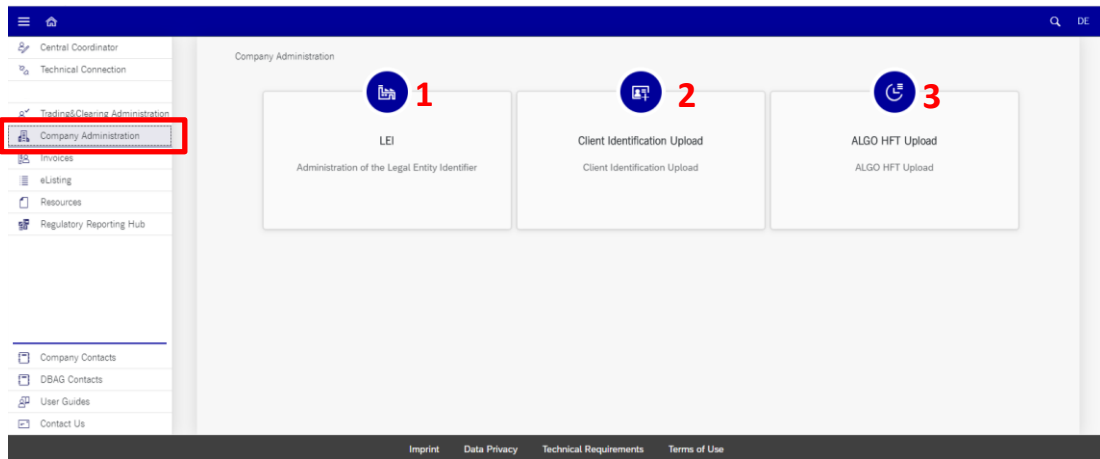 DE
Central Coordinator
Technical Connection
Trading&Clearing Administration
Company Administration
Invoices
eListing
Resources
Regulatory Reporting Hub
Company Contacts
DBAG Contacts
User Guides
Contact Us
Company Administration
1
LEI
Administration of the Legal Entity Identifier
2
Client Identification Upload
Client Identification Upload
3
ALGO HFT Upload
ALGO HFT Upload
Imprint Data Privacy Technical Requirements Terms of Use